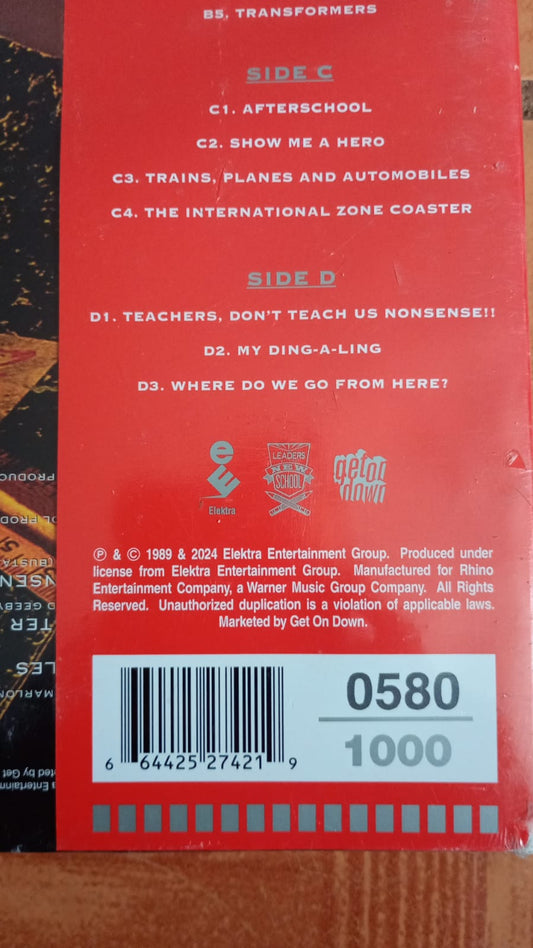 B5. TRANSFORMERS
SIDE C
C1. AFTERSCHOOL
C2. SHOW ME A HERO
C3. TRAINS, PLANES AND AUTOMOBILES
C4. THE INTERNATIONAL ZONE COASTER
SIDE D
D1. TEACHERS, DON'T TEACH US NONSENSE!!
D2. MY DING-A-LING
D3. WHERE DO WE GO FROM HERE?
Elektra
LEADERS
NEW
SCHOOL
get on
down
℗ & © 1989 & 2024 Elektra Entertainment Group. Produced under
license from Elektra Entertainment Group. Manufactured for Rhino
Entertainment Company, a Warner Music Group Company. All Rights
Reserved. Unauthorized duplication is a violation of applicable laws.
Marketed by Get On Down.
0580
1000
6 64425 27421 9